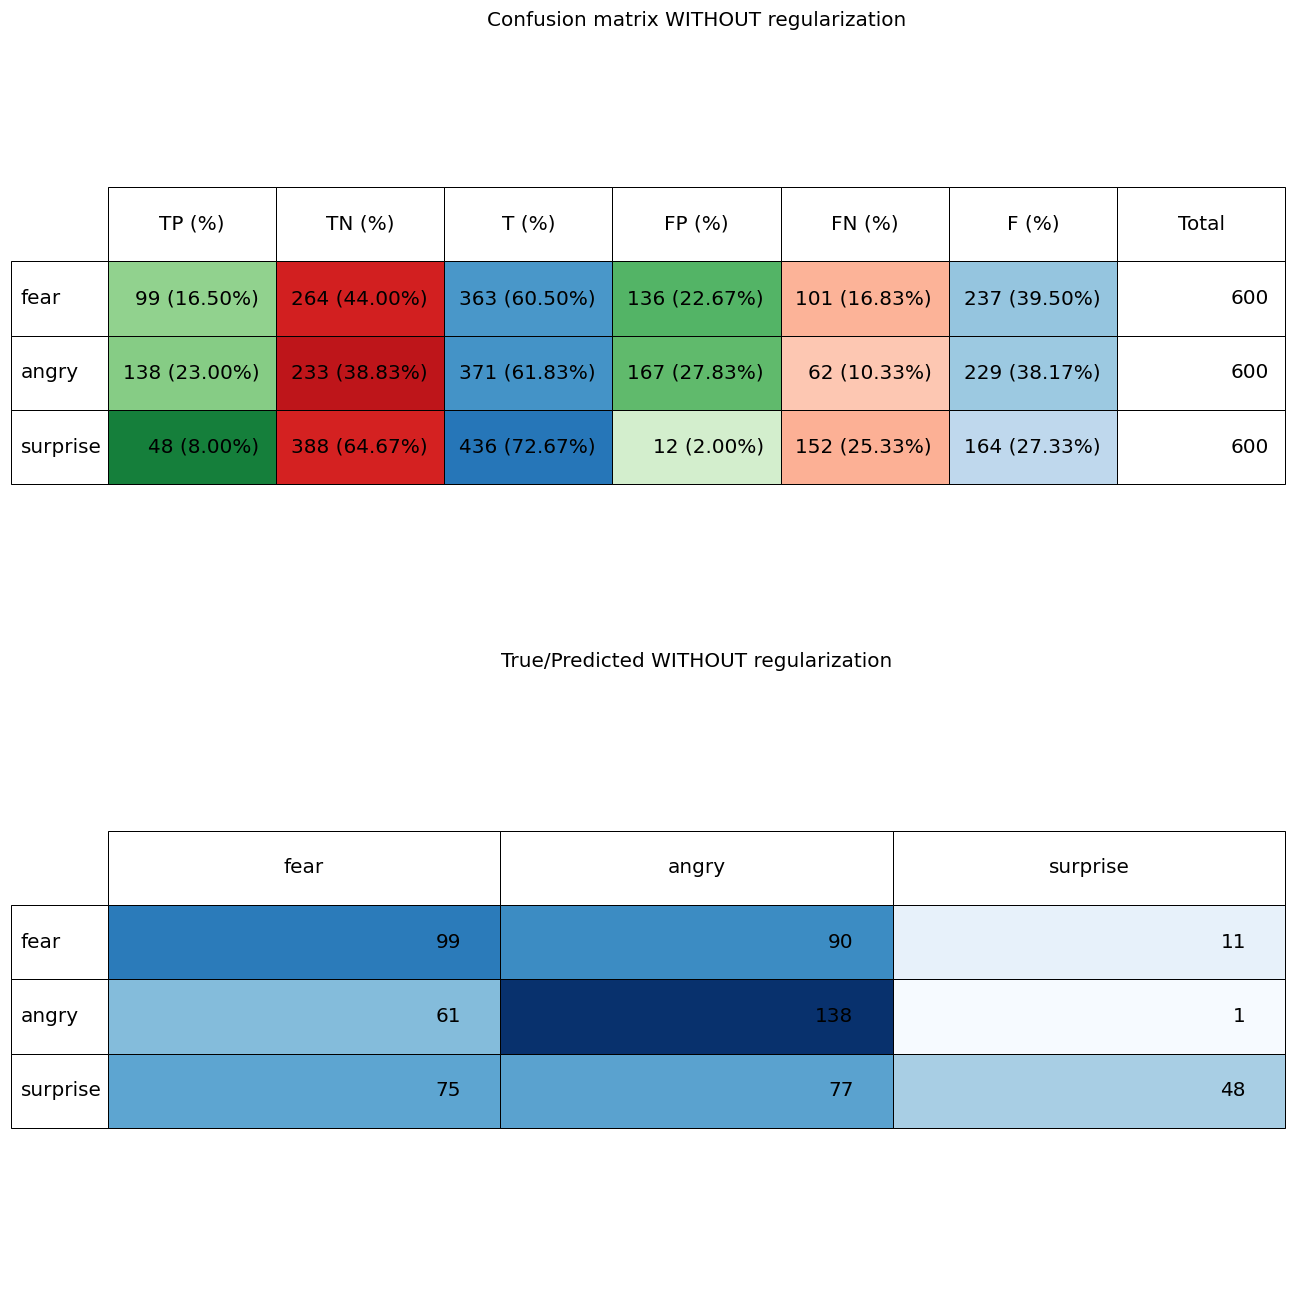 Confusion matrix WITHOUT regularization
TP (%) TN (%) T (%) FP (%) FN (%) F (%) Total
fear 99 (16.50%) 264 (44.00%) 363 (60.50%) 136 (22.67%) 101 (16.83%) 237 (39.50%) 600
angry 138 (23.00%) 233 (38.83%) 371 (61.83%) 167 (27.83%) 62 (10.33%) 229 (38.17%) 600
surprise 48 (8.00%) 388 (64.67%) 436 (72.67%) 12 (2.00%) 152 (25.33%) 164 (27.33%) 600
True/Predicted WITHOUT regularization
fear angry surprise
fear 99 90 11
angry 61 138 1
surprise 75 77 48